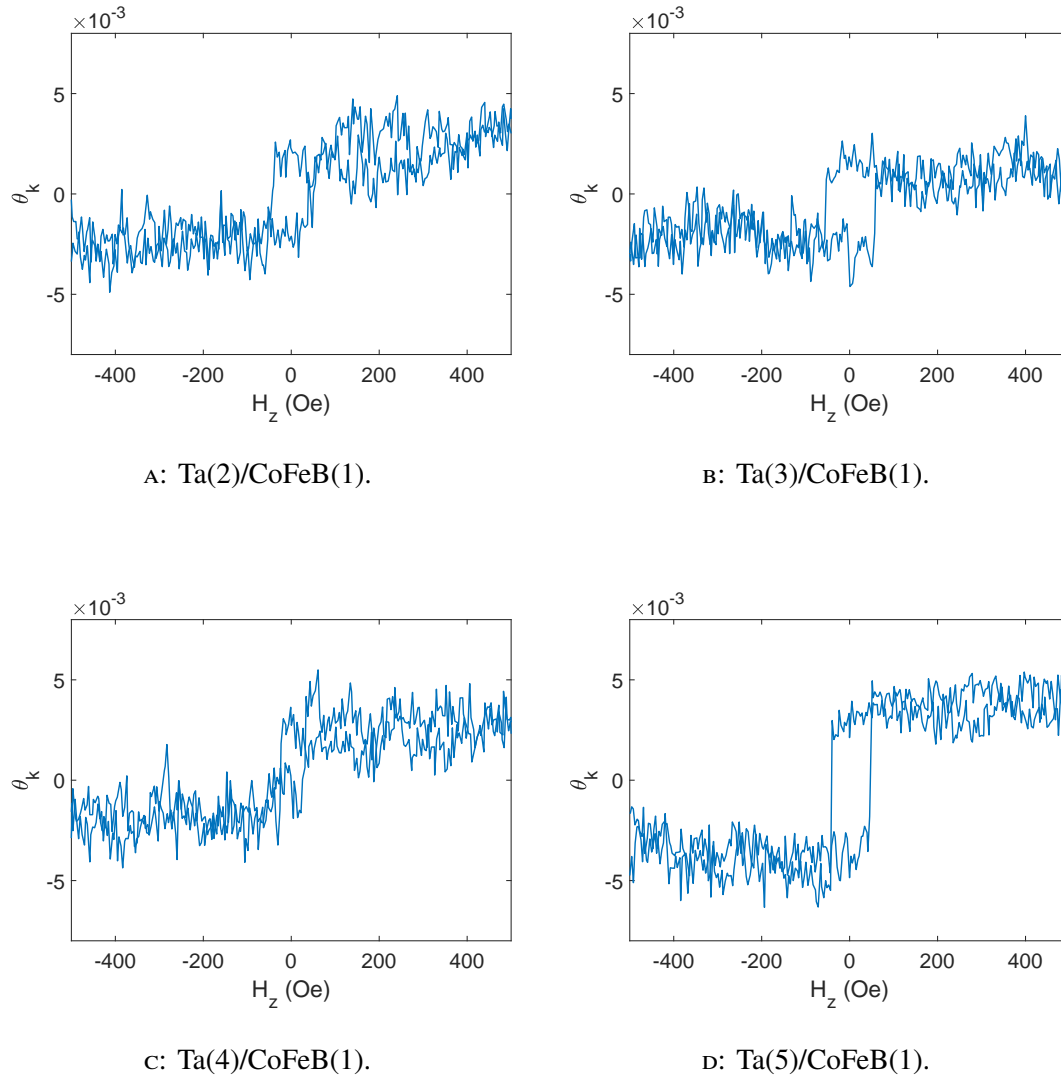 ×10-3 ×10-3
5 5
0 0
-5 -5
θk θk
-400 -200 0 200 400 -400 -200 0 200 400
Hz (Oe) Hz (Oe)
A: Ta(2)/CoFeB(1). B: Ta(3)/CoFeB(1).
×10-3 ×10-3
5 5
0 0
-5 -5
θk θk
-400 -200 0 200 400 -400 -200 0 200 400
Hz (Oe) Hz (Oe)
C: Ta(4)/CoFeB(1). D: Ta(5)/CoFeB(1).